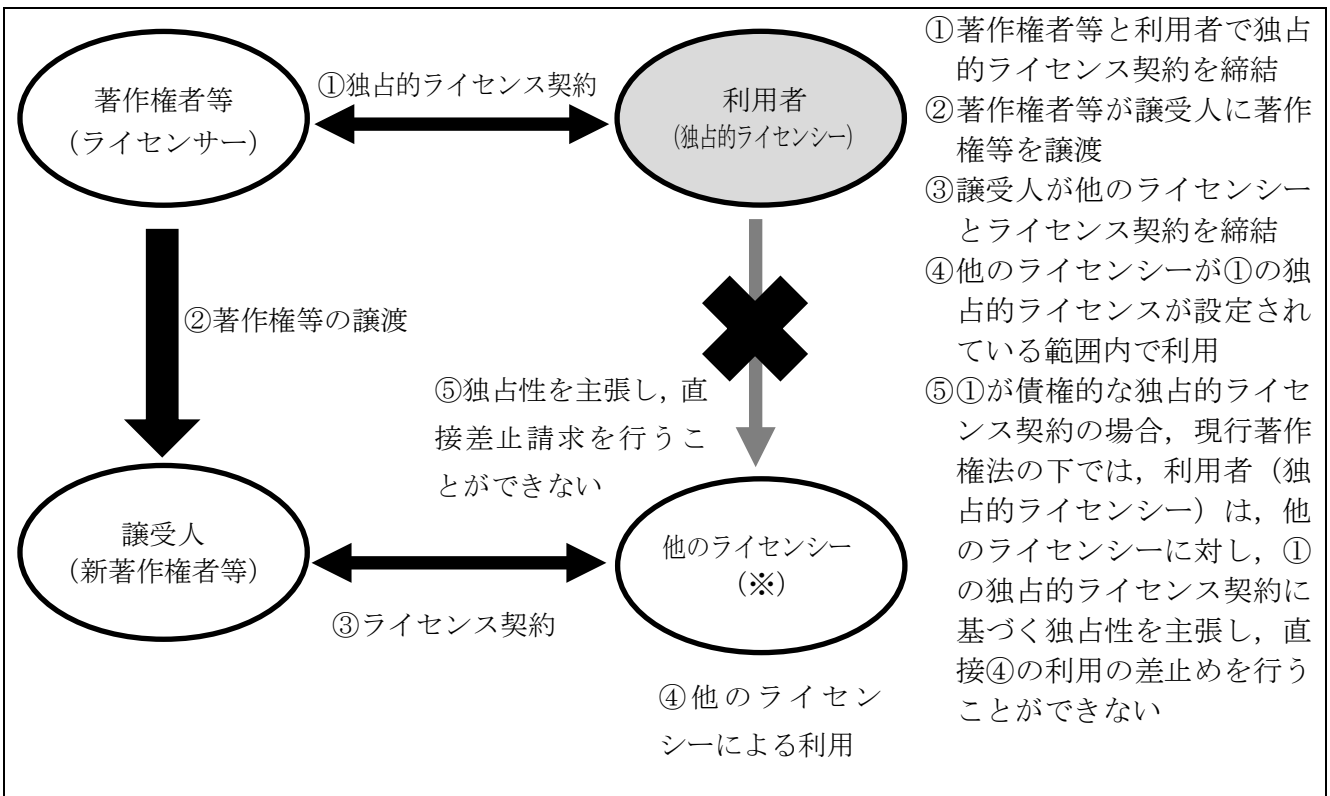 著作権者等
(ライセンサー)
①独占的ライセンス契約
利用者
(独占的ライセンシー)
②著作権等の譲渡
⑤独占性を主張し,直
接差止請求を行うこ
とができない
譲受人
(新著作権者等)
③ライセンス契約
他のライセンシー
(※)
④他のライセン
シーによる利用
①著作権者等と利用者で独占
的ライセンス契約を締結
②著作権者等が譲受人に著作
権等を譲渡
③譲受人が他のライセンシー
とライセンス契約を締結
④他のライセンシーが①の独
占的ライセンスが設定され
ている範囲内で利用
⑤①が債権的な独占的ライセ
ンス契約の場合,現行著作
権法の下では,利用者(独
占的ライセンシー)は,他
のライセンシーに対し,①
の独占的ライセンス契約に
基づく独占性を主張し,直
接④の利用の差止めを行う
ことができない